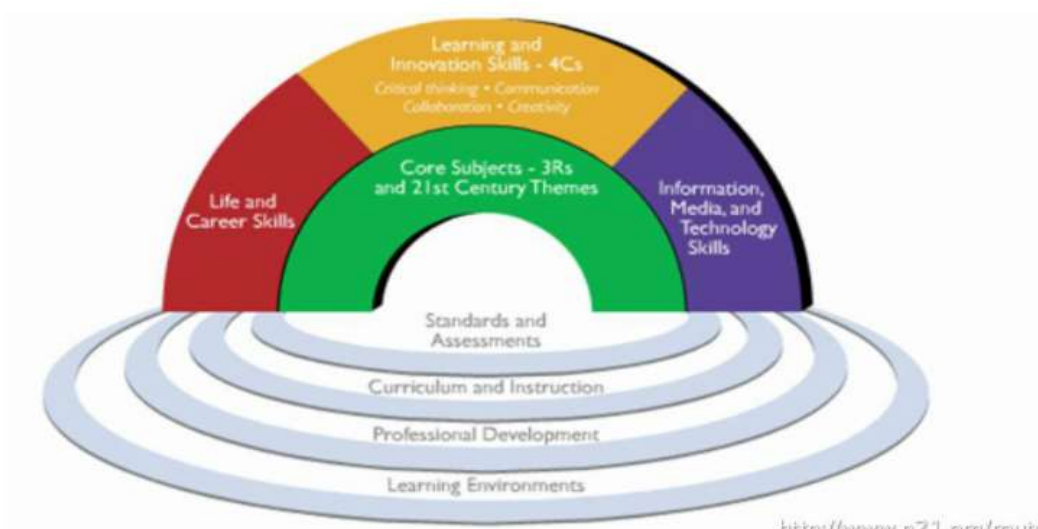 Learning and
Innovation Skills - 4Cs
Critical thinking • Communication
Collaboration • Creativity
Core Subjects - 3Rs
and 21st Century Themes
Life and
Career Skills
Information,
Media, and
Technology
Skills
Standards and
Assessments
Curriculum and Instruction
Professional Development
Learning Environments